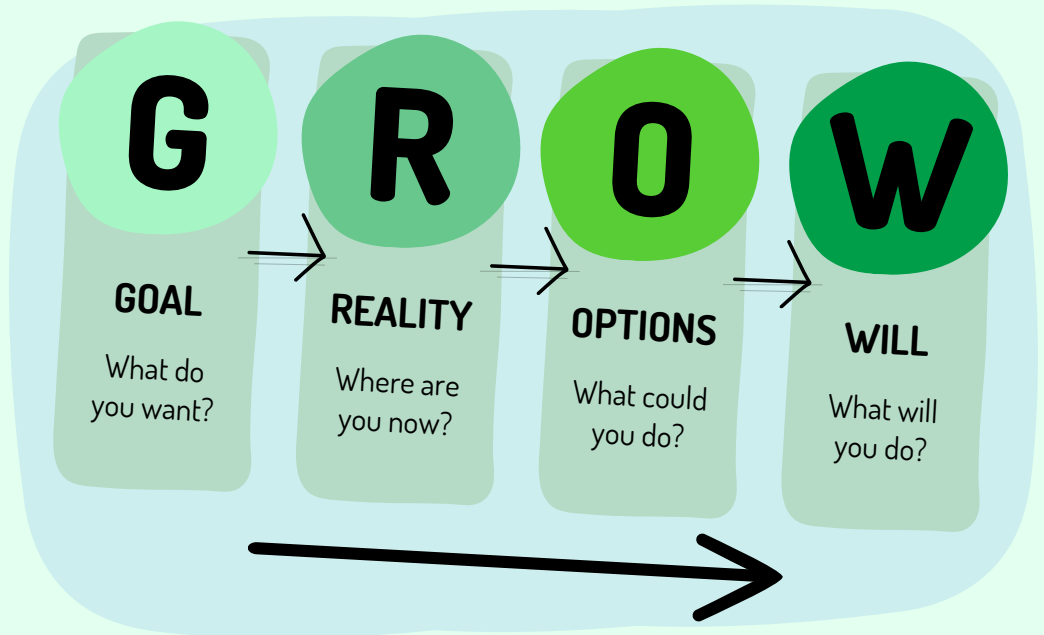 G
GOAL
What do
you want?
R
REALITY
Where are
you now?
O
OPTIONS
What could
you do?
W
WILL
What will
you do?